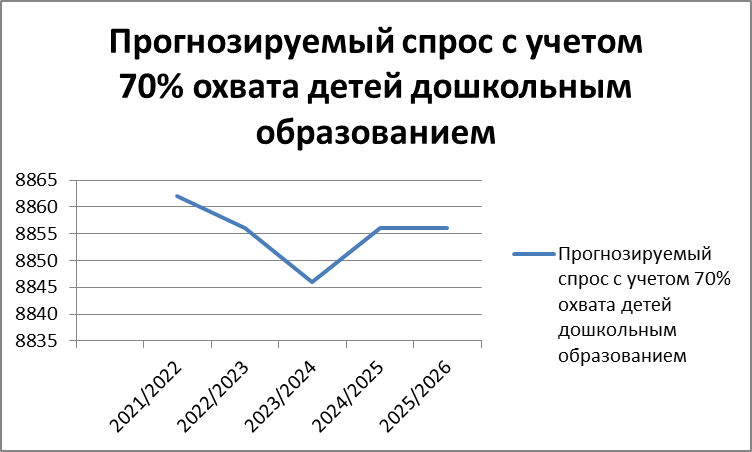 Прогнозируемый спрос с учетом
70% охвата детей дошкольным
образованием
8865
8860
8855
8850
8845
8840
8835
2021/2022
2022/2023
2023/2024
2024/2025
2025/2026
Прогнозируемый
спрос с учетом 70%
охвата детей
дошкольным
образованием